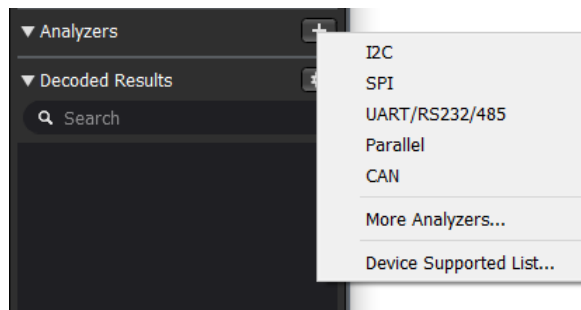 Analyzers
Decoded Results
Search
I2C
SPI
UART/RS232/485
Parallel
CAN
More Analyzers...
Device Supported List...